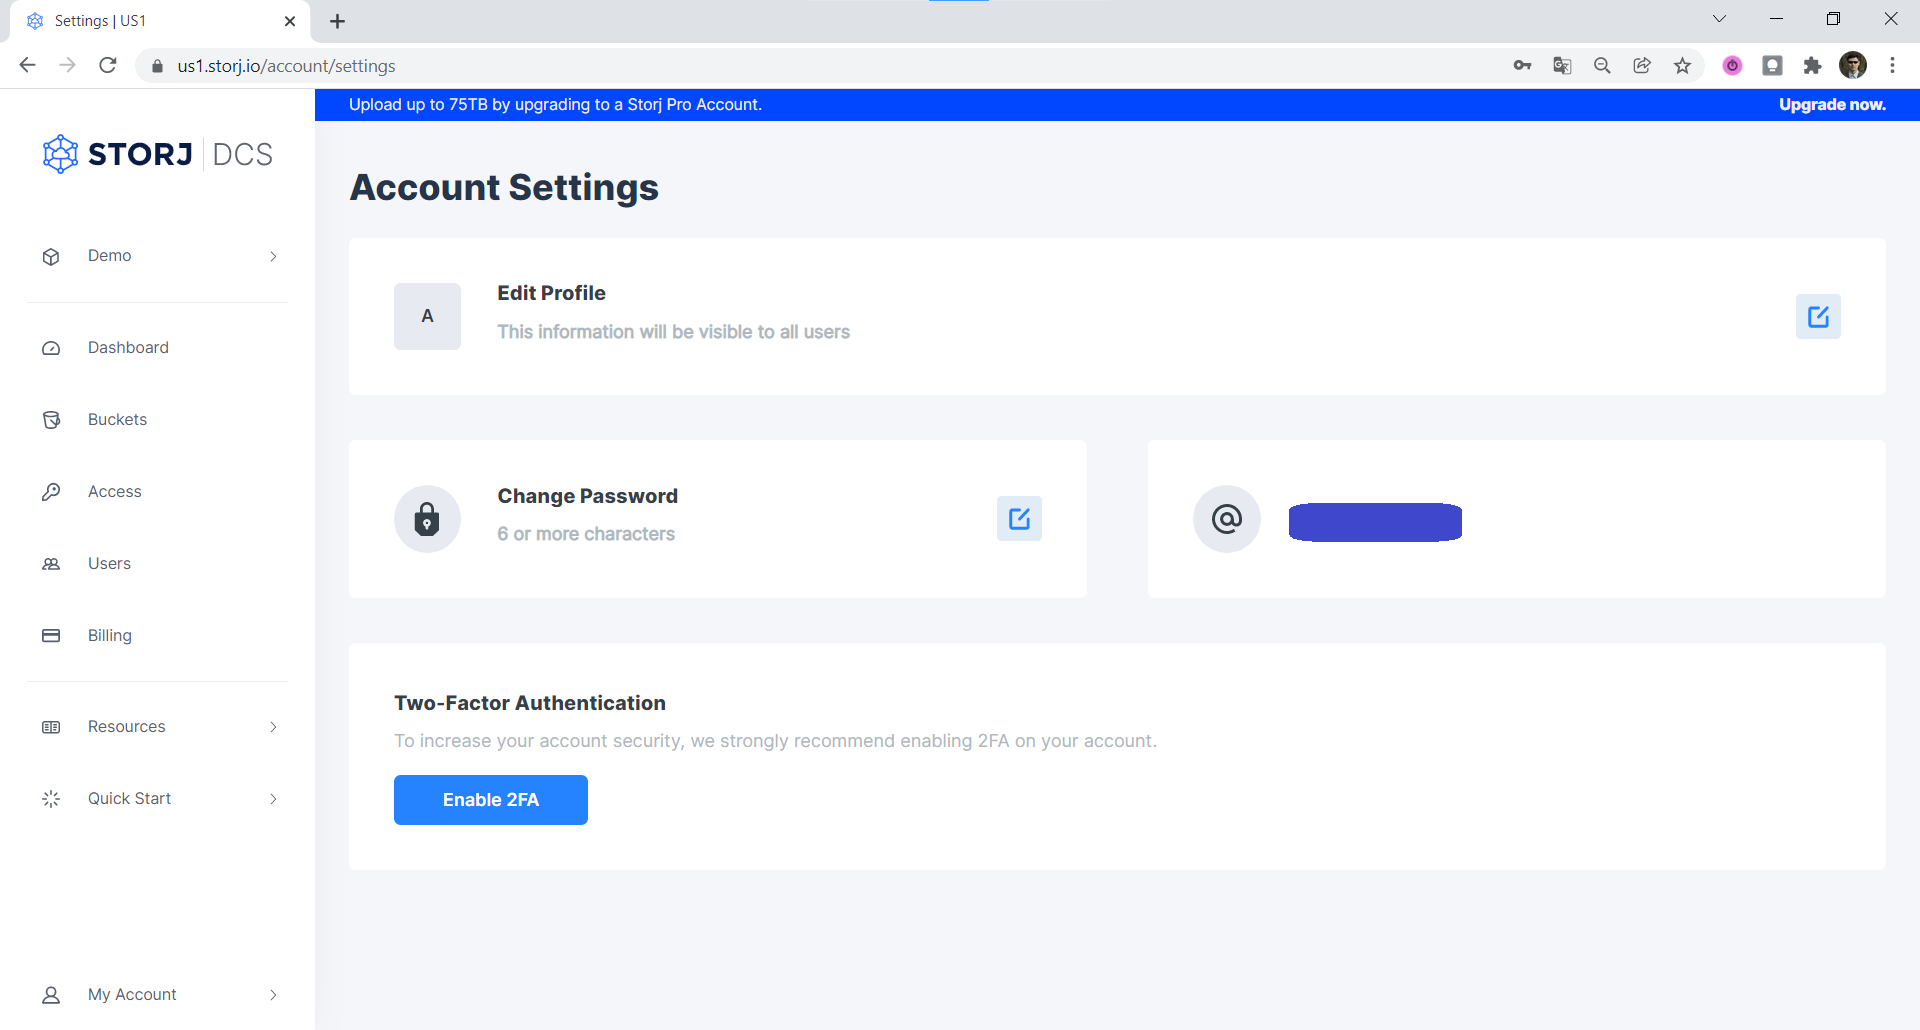 Settings | US1
us1.storj.io/account/settings
Upload up to 75TB by upgrading to a Storj Pro Account.
Upgrade now.
STORJ | DCS
Demo
Dashboard
Buckets
Access
Users
Billing
Resources
Quick Start
My Account
Account Settings
A
Edit Profile
This information will be visible to all users
Change Password
6 or more characters
@
Two-Factor Authentication
To increase your account security, we strongly recommend enabling 2FA on your account.
Enable 2FA